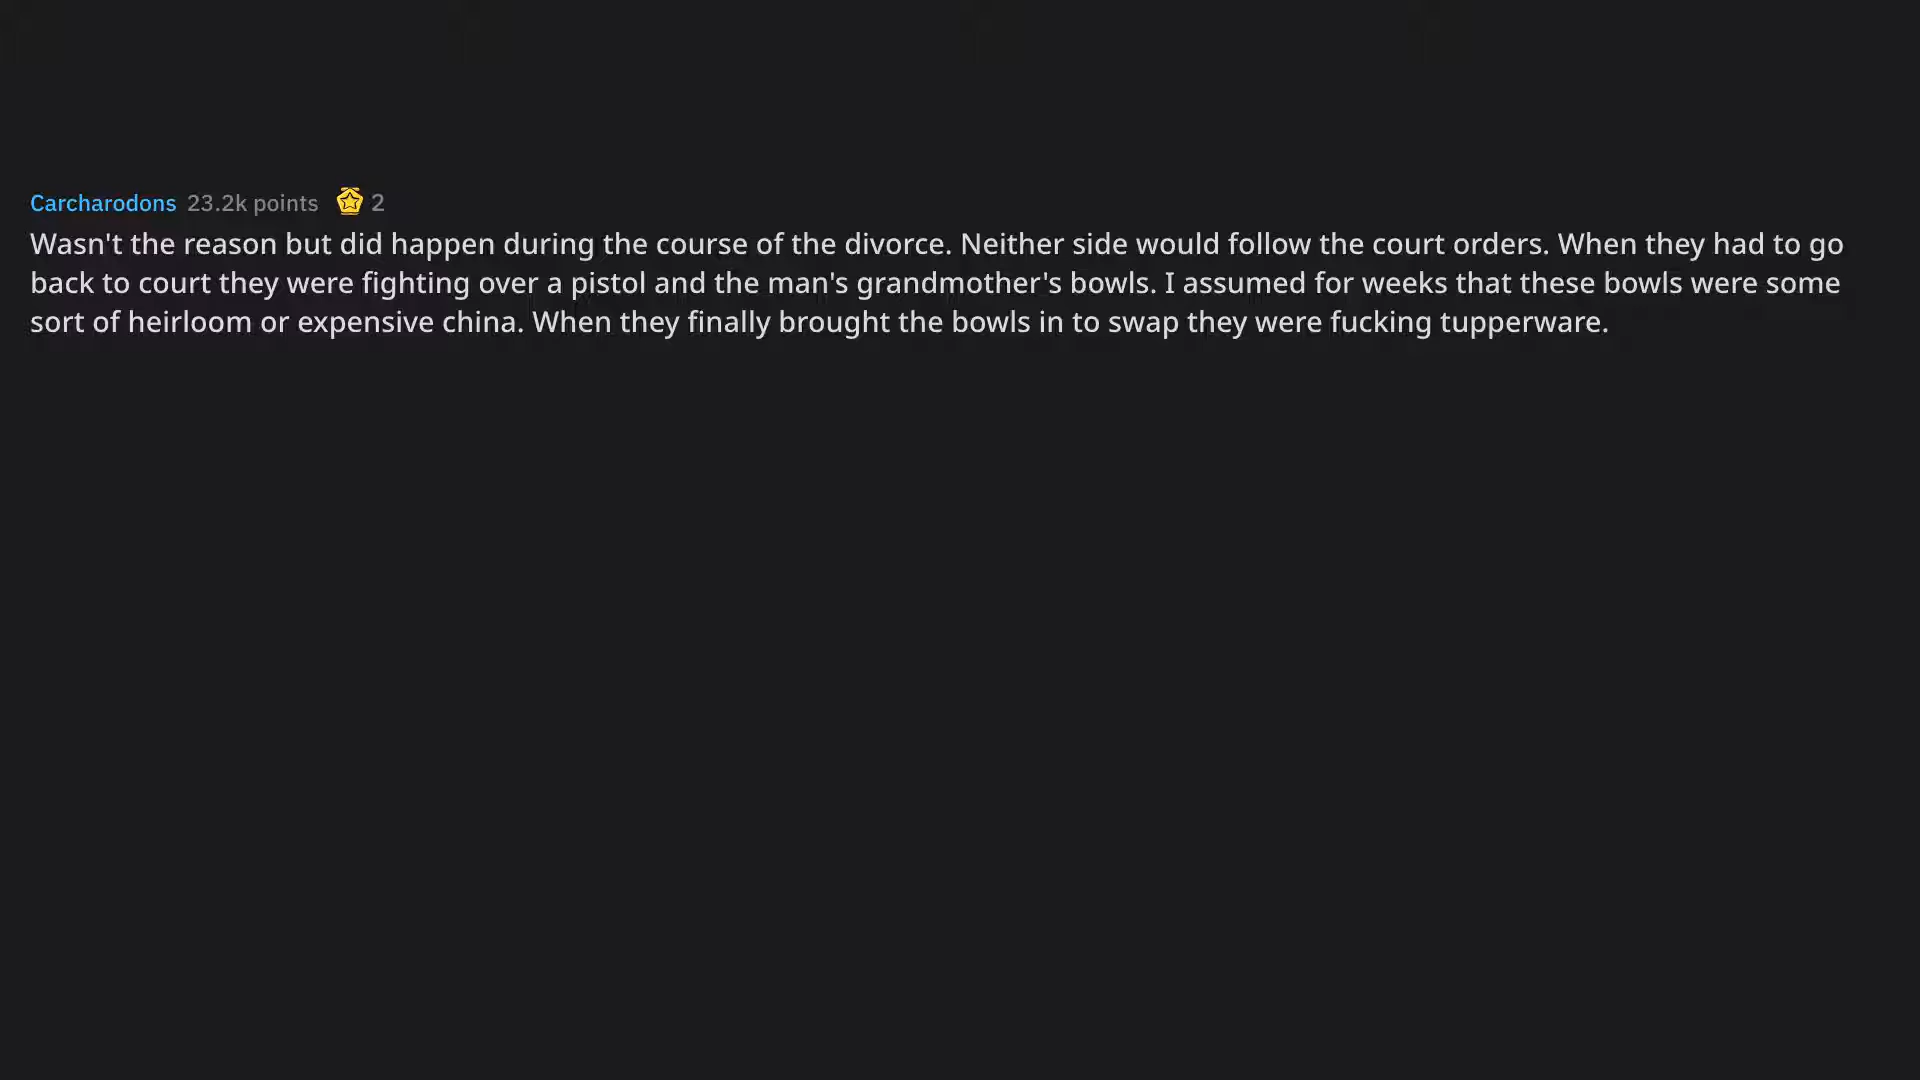 Carcharodons 23.2k points 2
Wasn't the reason but did happen during the course of the divorce. Neither side would follow the court orders. When they had to go
back to court they were fighting over a pistol and the man's grandmother's bowls. I assumed for weeks that these bowls were some
sort of heirloom or expensive china. When they finally brought the bowls in to swap they were fucking tupperware.